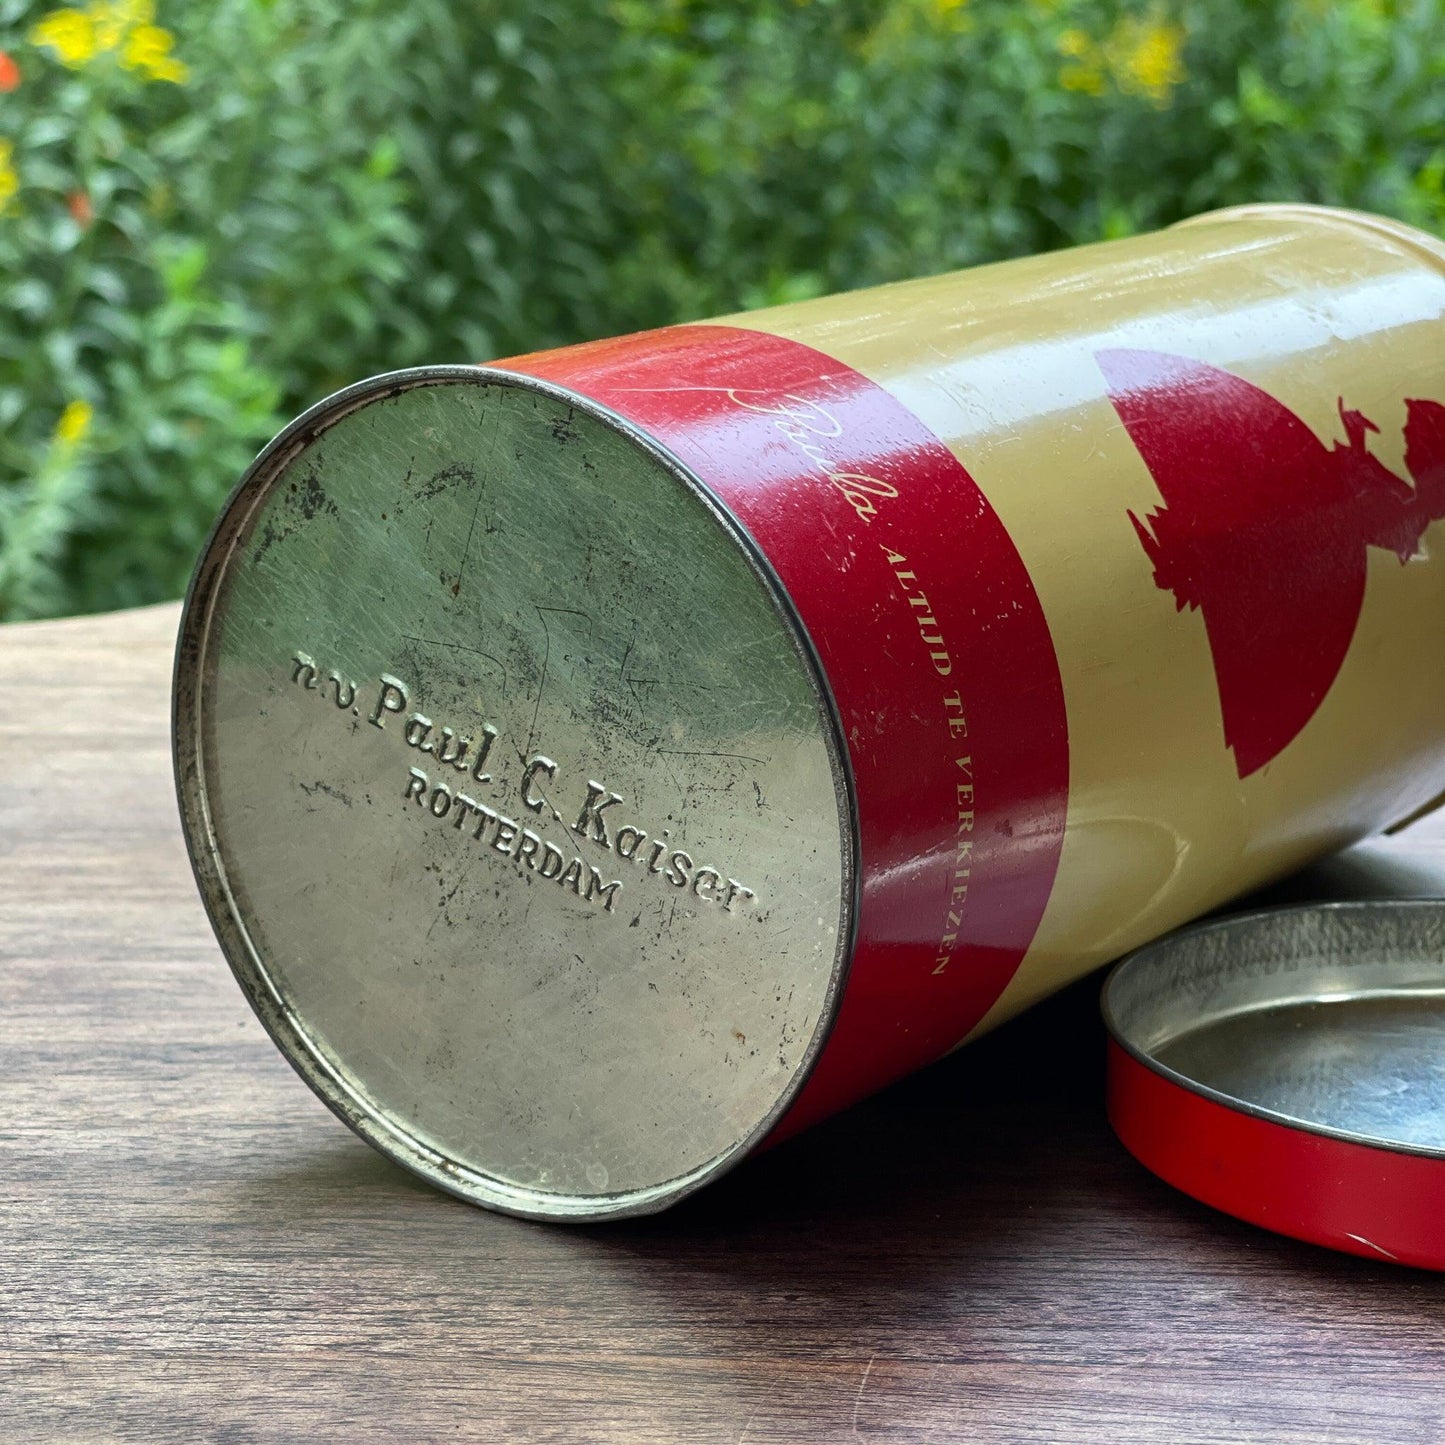 n.v. Paul C. Kaiser
ROTTERDAM
Paula ALTIJD TE VERKIEZEN